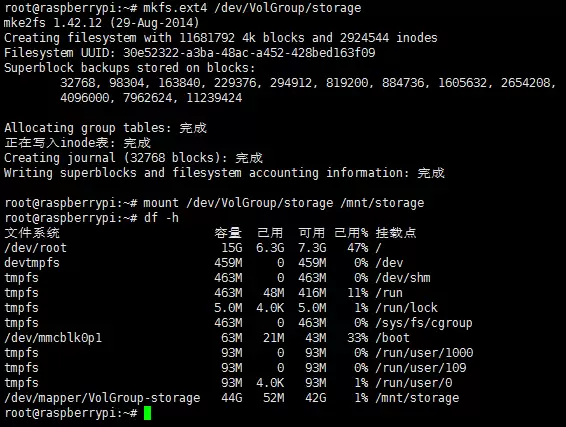 root@raspberrypi:~# mkfs.ext4 /dev/VolGroup/storage
mke2fs 1.42.12 (29-Aug-2014)
Creating filesystem with 11681792 4k blocks and 2924544 inodes
Filesystem UUID: 30e52322-a3ba-48ac-a452-428bed163f09
Superblock backups stored on blocks:
32768, 98304, 163840, 229376, 294912, 819200, 884736, 1605632, 2654208,
4096000, 7962624, 11239424
Allocating group tables: 完成
正在写入inode表: 完成
Creating journal (32768 blocks): 完成
Writing superblocks and filesystem accounting information: 完成
root@raspberrypi:~# mount /dev/VolGroup/storage /mnt/storage
root@raspberrypi:~# df -h
文件系统 容量 已用 可用 已用% 挂载点
/dev/root 15G 6.3G 7.3G 47% /
devtmpfs 459M 0 459M 0% /dev
tmpfs 463M 0 463M 0% /dev/shm
tmpfs 463M 48M 416M 11% /run
tmpfs 5.0M 4.0K 5.0M 1% /run/lock
tmpfs 463M 0 463M 0% /sys/fs/cgroup
/dev/mmcblk0p1 63M 21M 43M 33% /boot
tmpfs 93M 0 93M 0% /run/user/1000
tmpfs 93M 0 93M 0% /run/user/109
tmpfs 93M 4.0K 93M 1% /run/user/0
/dev/mapper/VolGroup-storage 44G 52M 42G 1% /mnt/storage
root@raspberrypi:~#